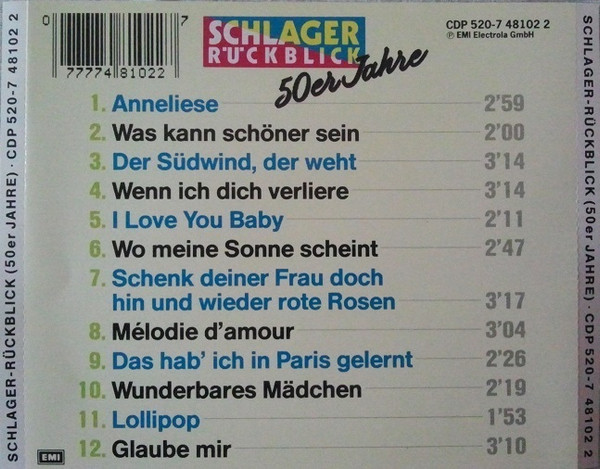 0 77774 81022 7
SCHLAGER
RÜCKBLICK
50er Jahre
CDP 520-7 48102 2
℗ EMI Electrola GmbH
1. Anneliese 2'59
2. Was kann schöner sein 2'00
3. Der Südwind, der weht 3'14
4. Wenn ich dich verliere 3'14
5. I Love You Baby 2'11
6. Wo meine Sonne scheint 2'47
7. Schenk deiner Frau doch
hin und wieder rote Rosen 3'17
8. Mélodie d'amour 3'04
9. Das hab' ich in Paris gelernt 2'26
10. Wunderbares Mädchen 2'19
11. Lollipop 1'53
12. Glaube mir 3'10
EMI
SCHLAGER-RÜCKBLICK (50er JAHRE) · CDP 520-7 48102 2
SCHLAGER-RÜCKBLICK (50er JAHRE) · CDP 520-7 48102 2